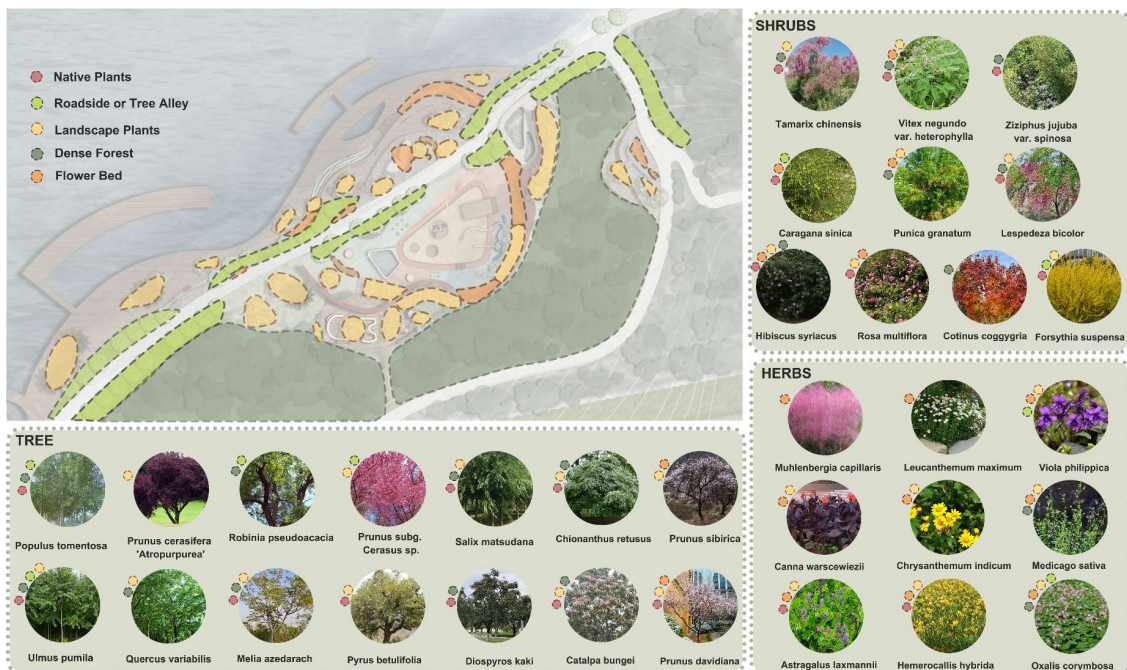 Native Plants
Roadside or Tree Alley
Landscape Plants
Dense Forest
Flower Bed
SHRUBS
Tamarix chinensis
Vitex negundo
var. heterophylla
Ziziphus jujuba
var. spinosa
Caragana sinica
Punica granatum
Lespedeza bicolor
Hibiscus syriacus
Rosa multiflora
Cotinus coggygria
Forsythia suspensa
TREE
Populus tomentosa
Prunus cerasifera
'Atropurpurea'
Robinia pseudoacacia
Prunus subg.
Cerasus sp.
Salix matsudana
Chionanthus retusus
Prunus sibirica
Ulmus pumila
Quercus variabilis
Melia azedarach
Pyrus betulifolia
Diospyros kaki
Catalpa bungei
Prunus davidiana
HERBS
Muhlenbergia capillaris
Leucanthemum maximum
Viola philippica
Canna warscewiezii
Chrysanthemum indicum
Medicago sativa
Astragalus laxmannii
Hemerocallis hybrida
Oxalis corymbosa